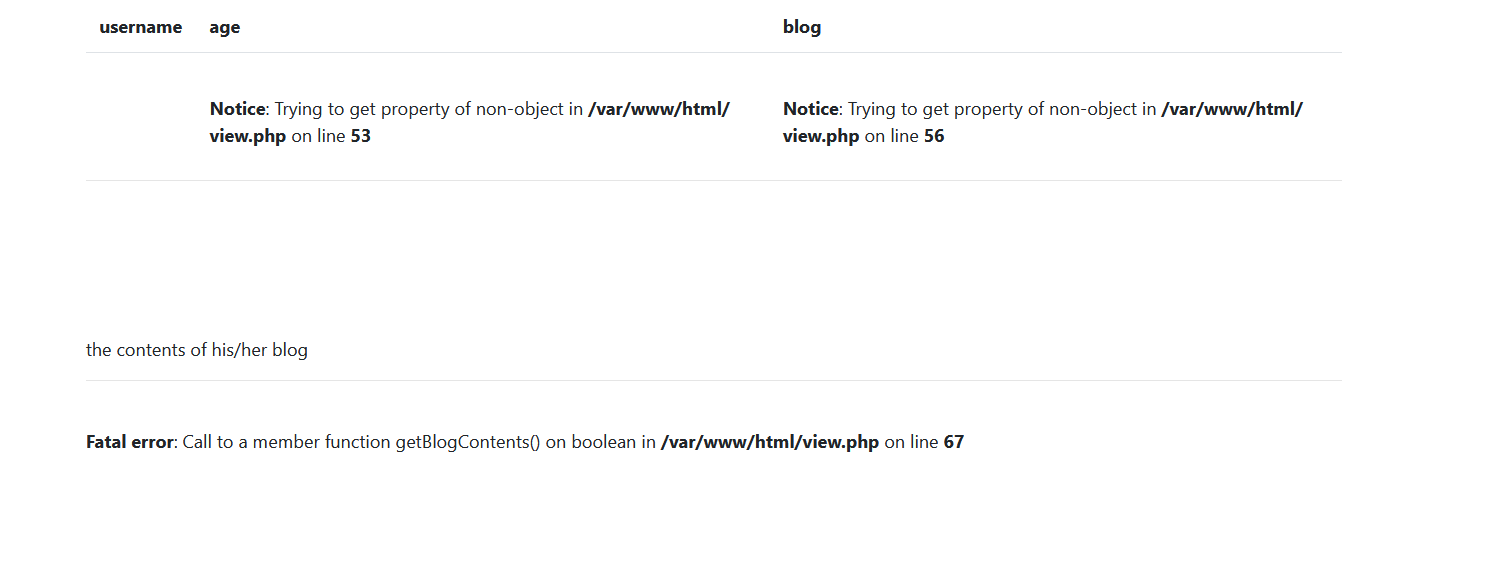 username age blog
Notice: Trying to get property of non-object in /var/www/html/
view.php on line 53
Notice: Trying to get property of non-object in /var/www/html/
view.php on line 56
the contents of his/her blog
Fatal error: Call to a member function getBlogContents() on boolean in /var/www/html/view.php on line 67